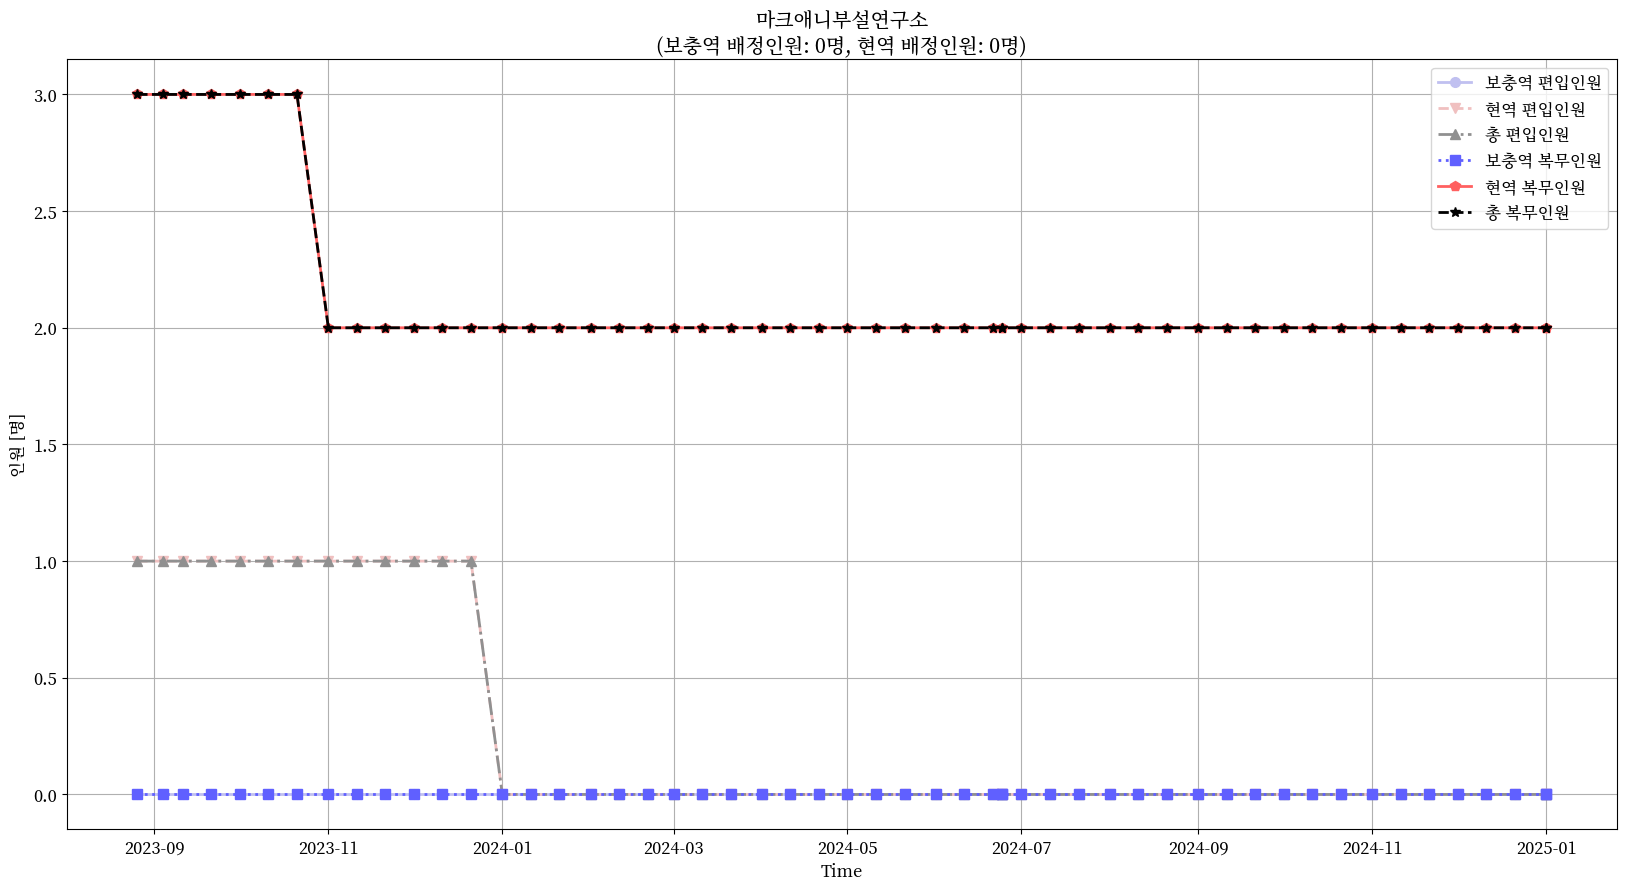 마크애니부설연구소
(보충역 배정인원: 0명, 현역 배정인원: 0명)
보충역 편입인원
현역 편입인원
총 편입인원
보충역 복무인원
현역 복무인원
총 복무인원
인원 [명]
3.0
2.5
2.0
1.5
1.0
0.5
0.0
2023-09
2023-11
2024-01
2024-03
2024-05
2024-07
2024-09
2024-11
2025-01
Time